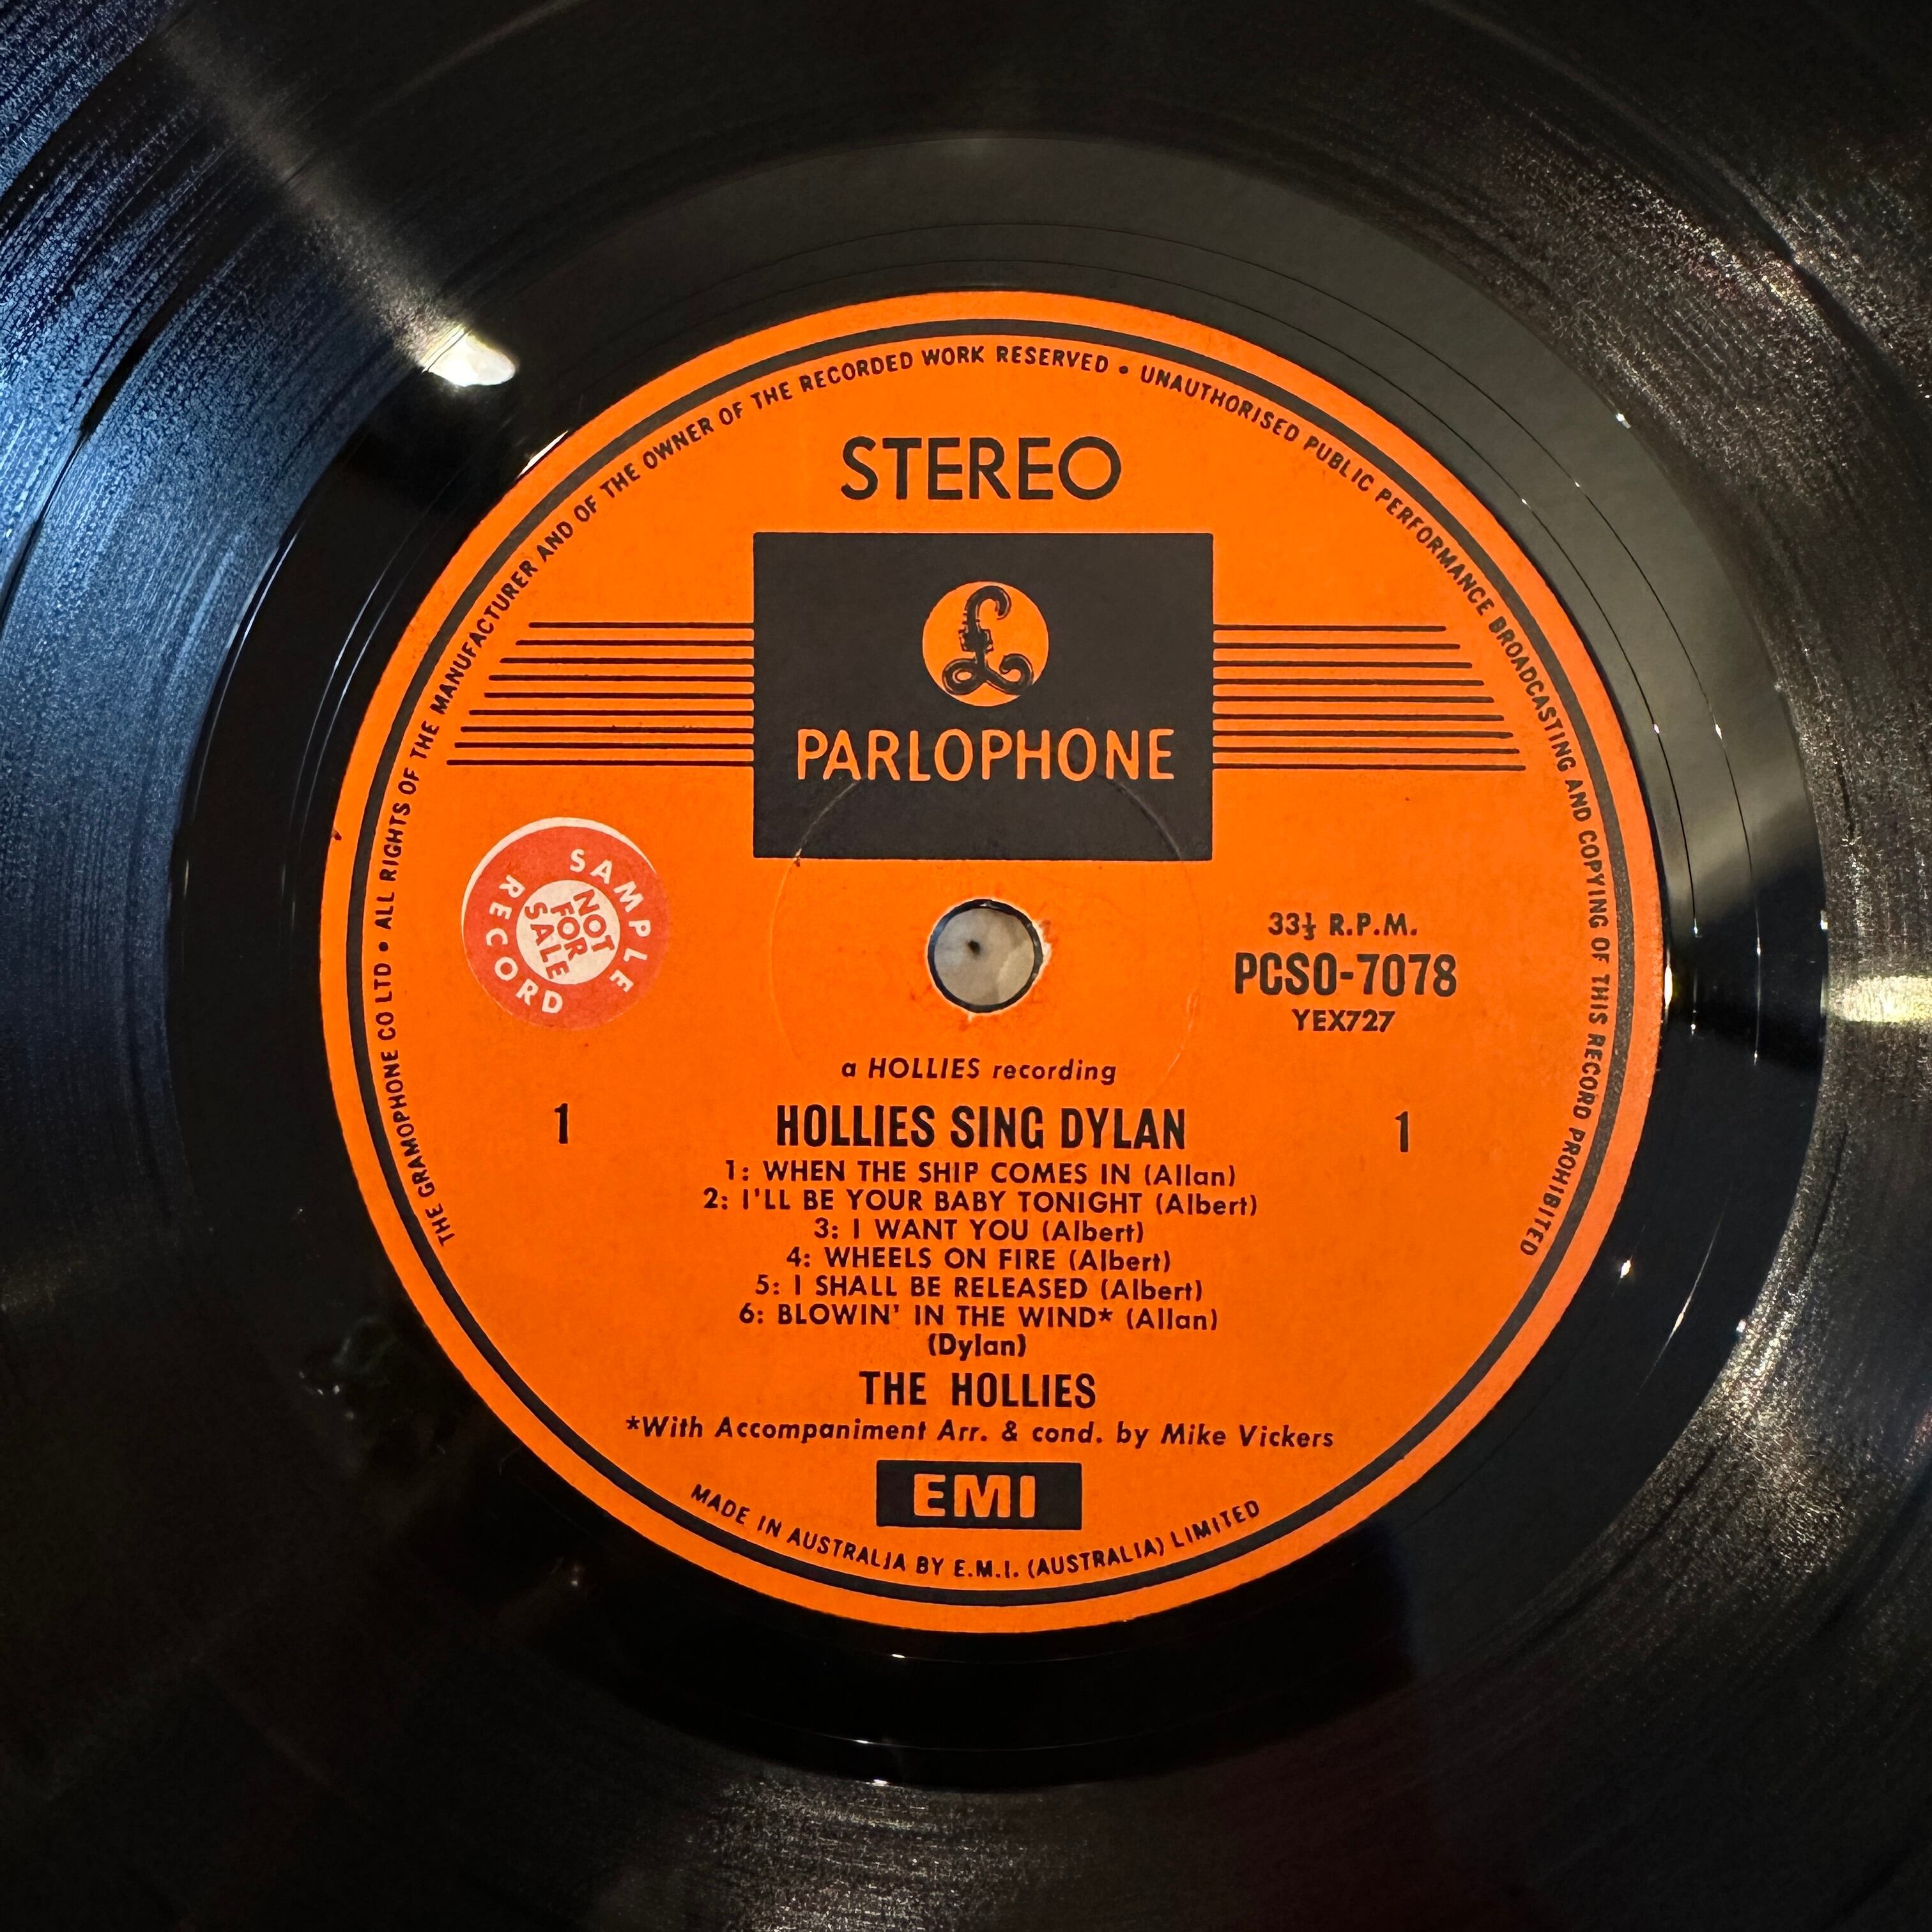 THE GRAMOPHONE CO LTD • ALL RIGHTS OF THE MANUFACTURER AND OF THE OWNER OF THE RECORDED WORK RESERVED • UNAUTHORISED PUBLIC PERFORMANCE BROADCASTING AND COPYING OF THIS RECORD PROHIBITED
STEREO
£
PARLOPHONE
SAMPLE RECORD
NOT
FOR
SALE
33⅓ R.P.M.
PCSO-7078
YEX727
a HOLLIES recording
1 HOLLIES SING DYLAN 1
1: WHEN THE SHIP COMES IN (Allan)
2: I'LL BE YOUR BABY TONIGHT (Albert)
3: I WANT YOU (Albert)
4: WHEELS ON FIRE (Albert)
5: I SHALL BE RELEASED (Albert)
6: BLOWIN' IN THE WIND* (Allan)
(Dylan)
THE HOLLIES
*With Accompaniment Arr. & cond. by Mike Vickers
EMI
MADE IN AUSTRALIA BY E.M.I. (AUSTRALIA) LIMITED